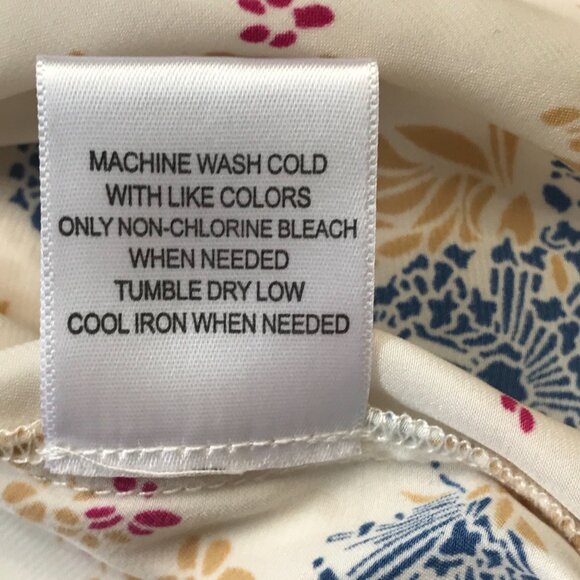 MACHINE WASH COLD
WITH LIKE COLORS
ONLY NON-CHLORINE BLEACH
WHEN NEEDED
TUMBLE DRY LOW
COOL IRON WHEN NEEDED